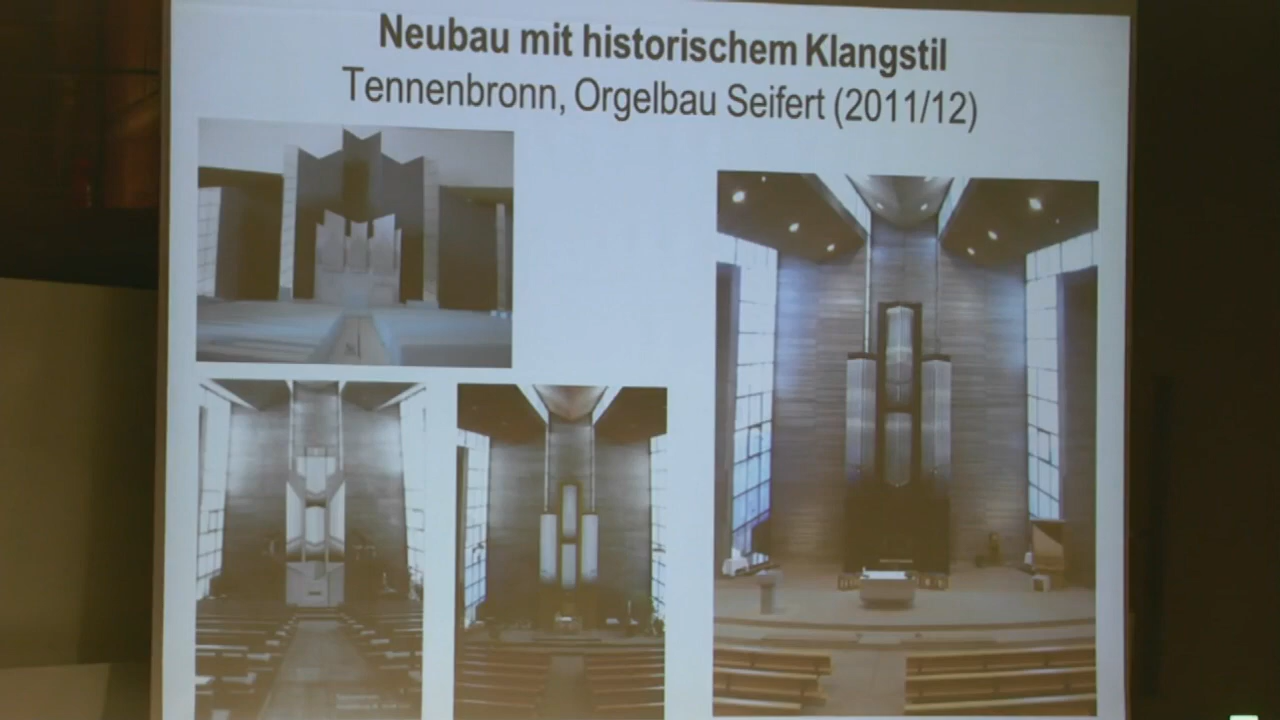 Neubau mit historischem Klangstil
Tennenbronn, Orgelbau Seifert (2011/12)